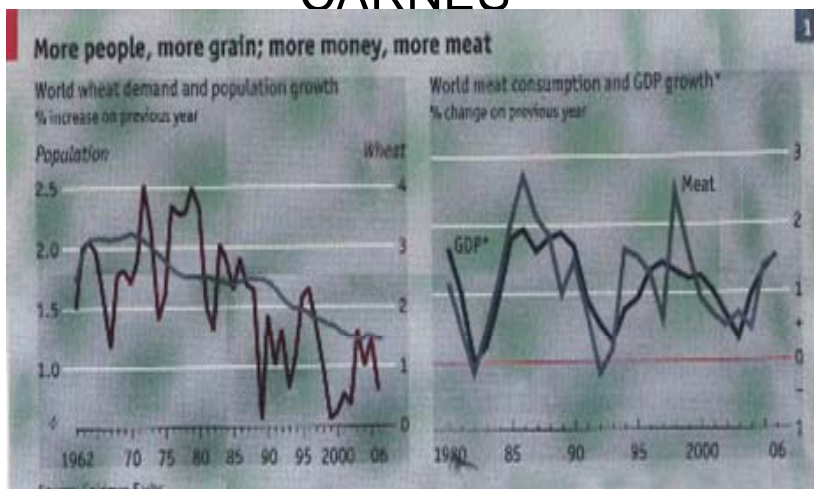 CARNES
1
More people, more grain; more money, more meat
World wheat demand and population growth
% increase on previous year
Population
Wheat
2.5
2.0
1.5
1.0
4
3
2
1
0
1962 70 75 80 85 90 95 2000 06
World meat consumption and GDP growth*
% change on previous year
GDP*
Meat
3
2
1
+
0
–
1
1980 85 90 95 2000 06